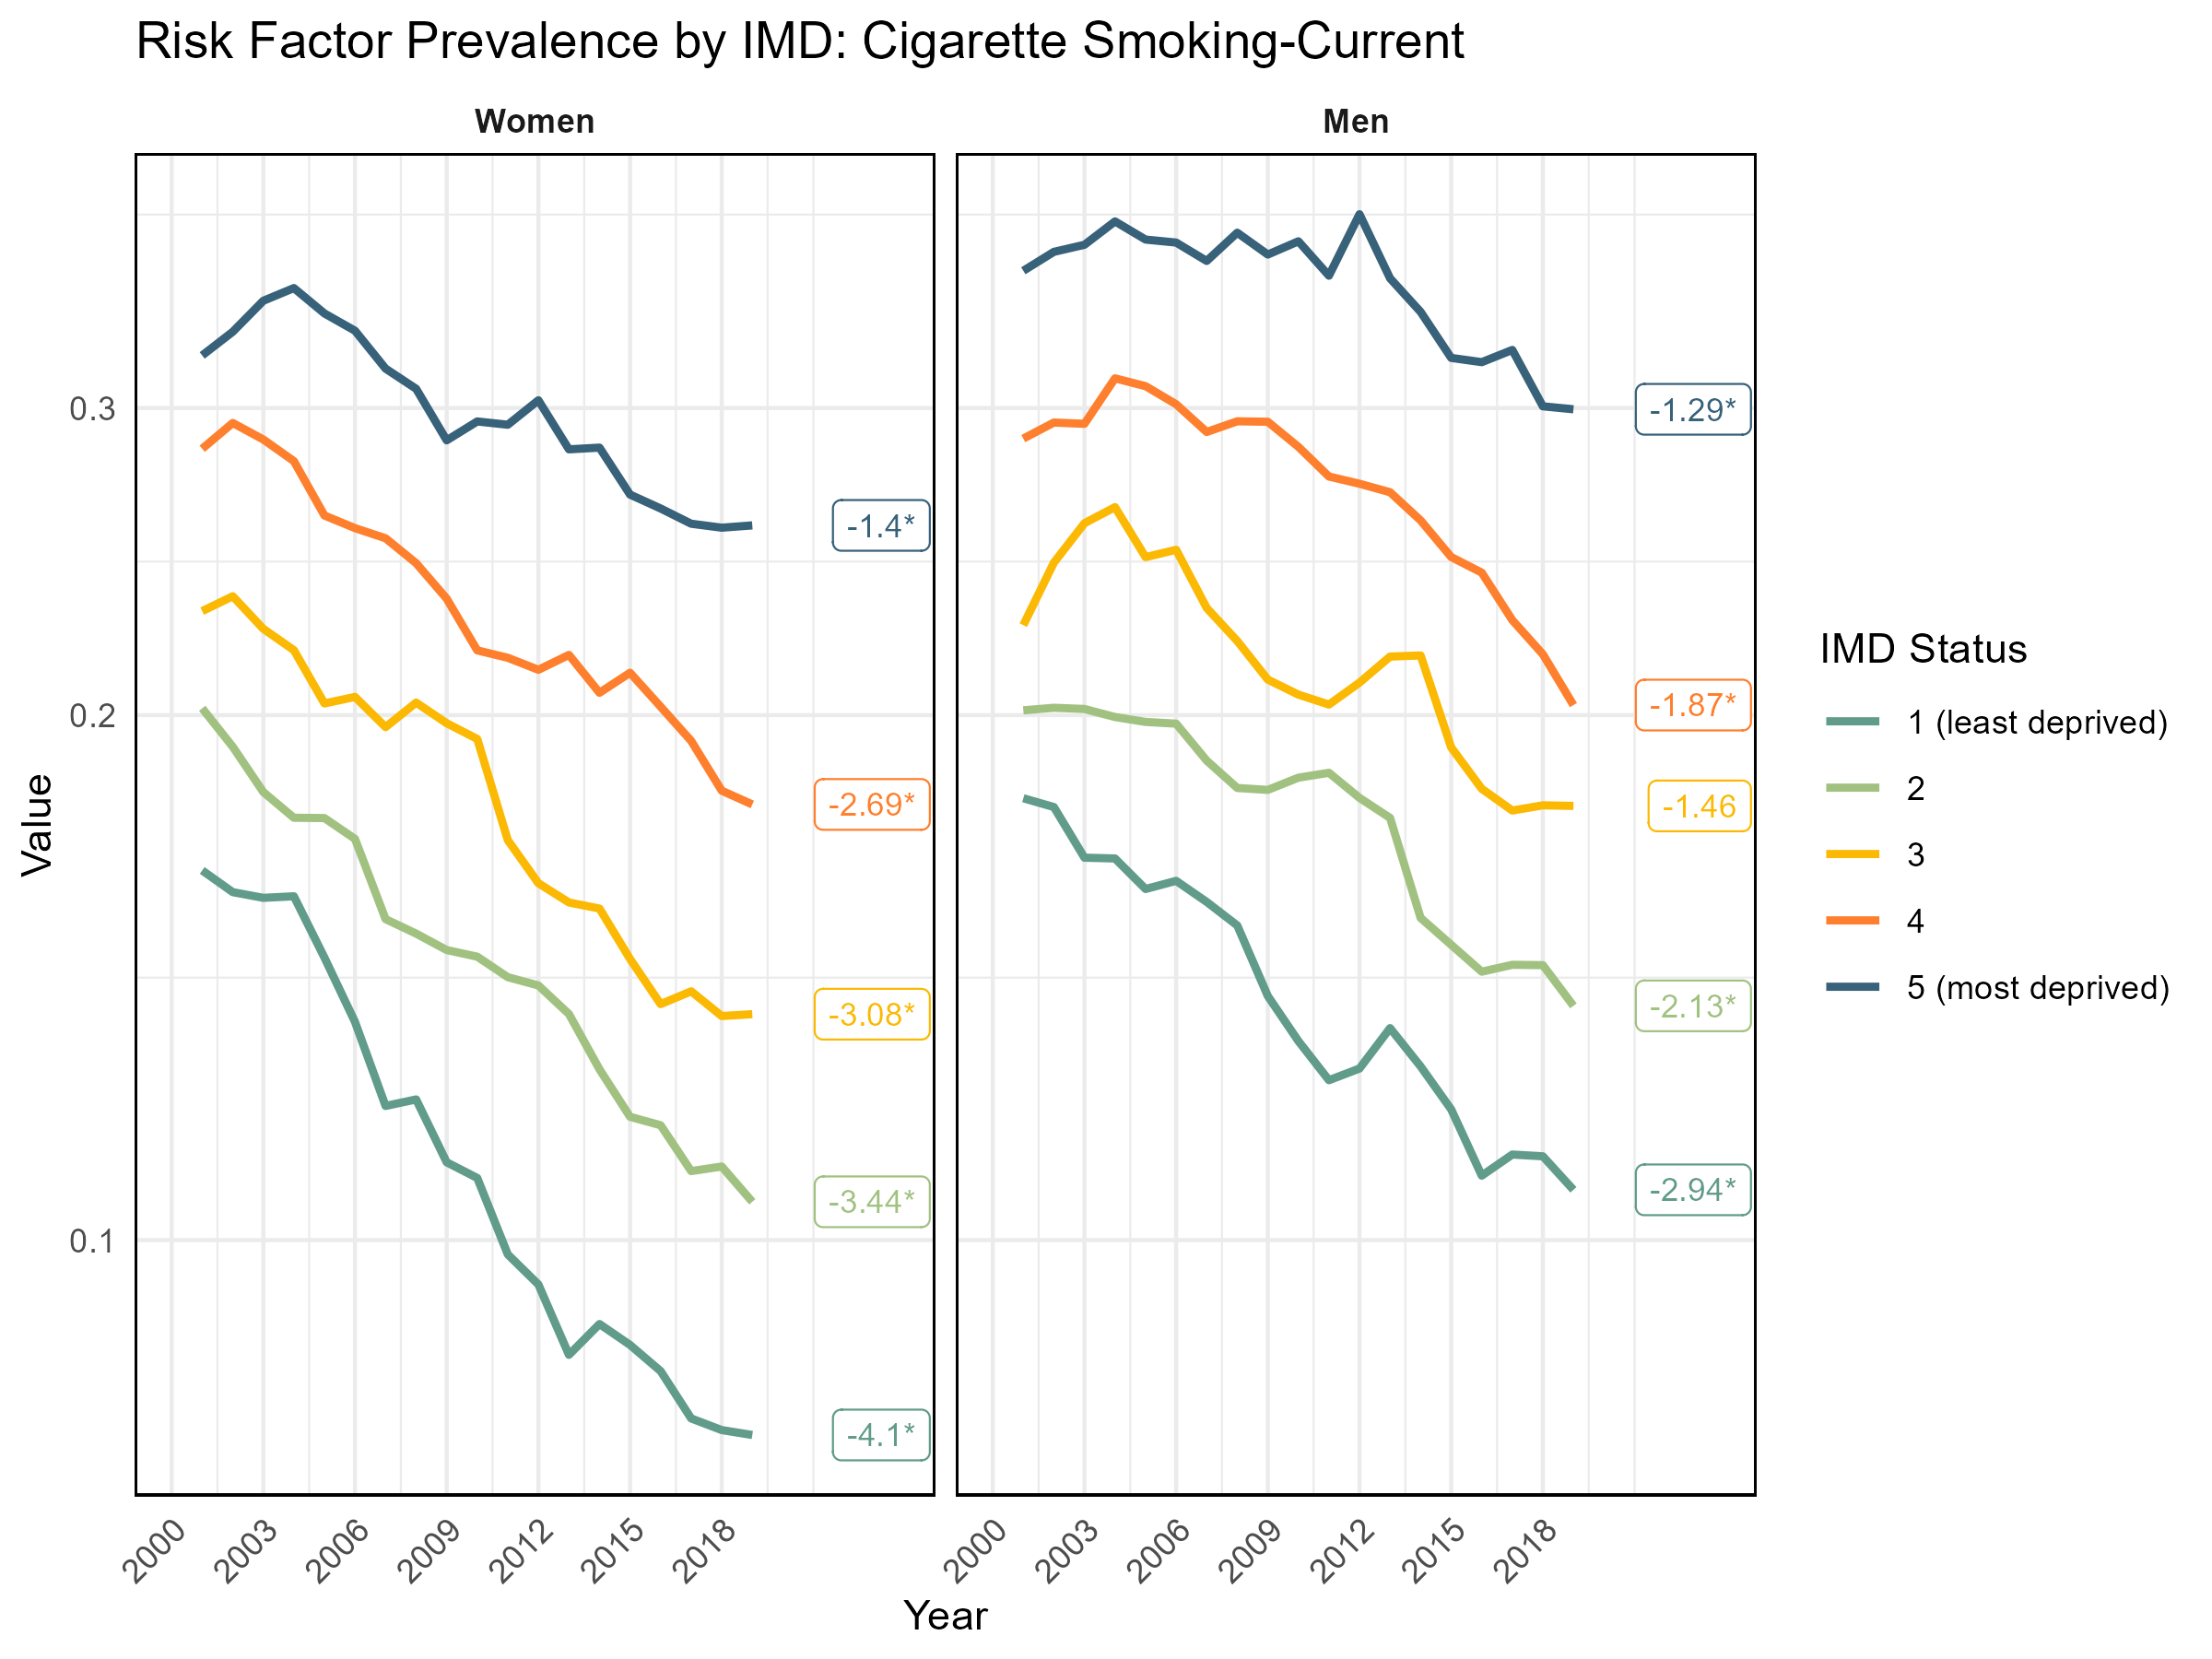 Risk Factor Prevalence by IMD: Cigarette Smoking-Current
Women
Men
Value
0.3
0.2
0.1
-1.4*
-2.69*
-3.08*
-3.44*
-4.1*
-1.29*
-1.87*
-1.46
-2.13*
-2.94*
2000 2003 2006 2009 2012 2015 2018
2000 2003 2006 2009 2012 2015 2018
Year
IMD Status
1 (least deprived)
2
3
4
5 (most deprived)